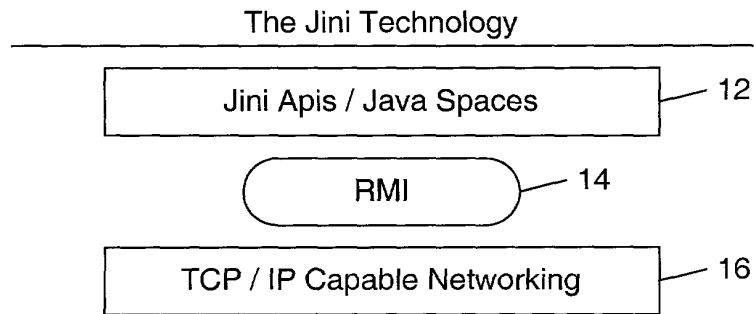 The Jini Technology
Jini Apis / Java Spaces
12
RMI
14
TCP / IP Capable Networking
16